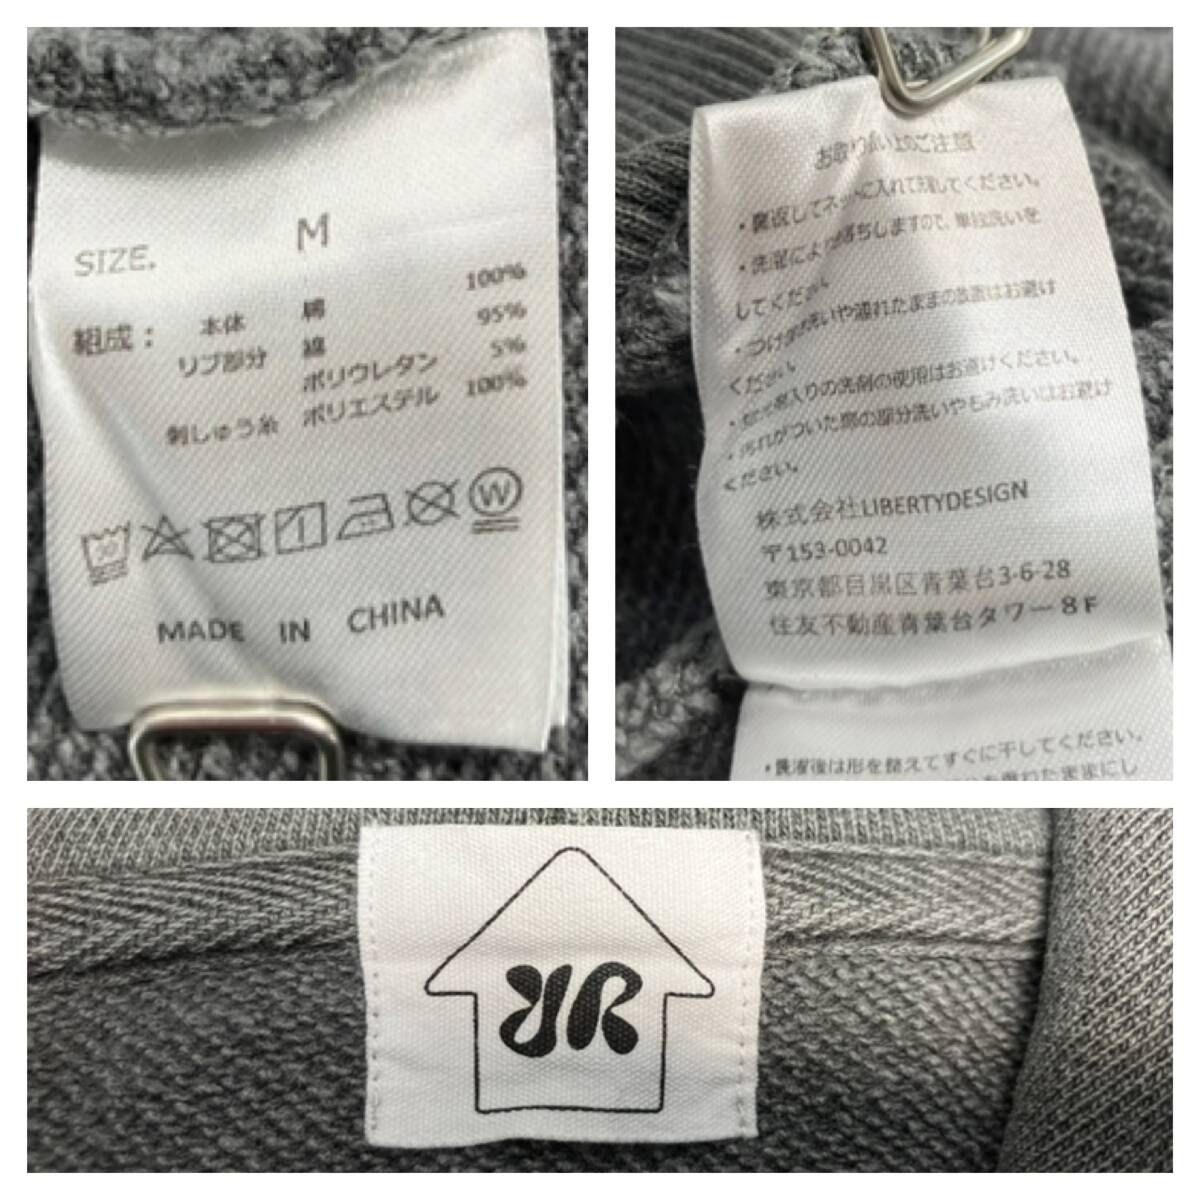 SIZE. M
組成： 本体 綿 100%
リブ部分 綿 95%
ポリウレタン 5%
刺しゅう糸 ポリエステル 100%
30
W
MADE IN CHINA
お取り扱い上のご注意
・裏返してネットに入れて洗濯してください。
・洗濯により色落ちしますので、単独洗いを
してください。
・つけおき洗いや濡れたままの放置はお避け
ください。
入りの洗剤の使用はお避けください。
・汚れがついた際の部分洗いやもみ洗いはお避け
ください。
株式会社LIBERTYDESIGN
〒153-0042
東京都目黒区青葉台3-6-28
住友不動産青葉台タワー８F
・洗濯後は形を整えてすぐに干してください。
たままにし
R